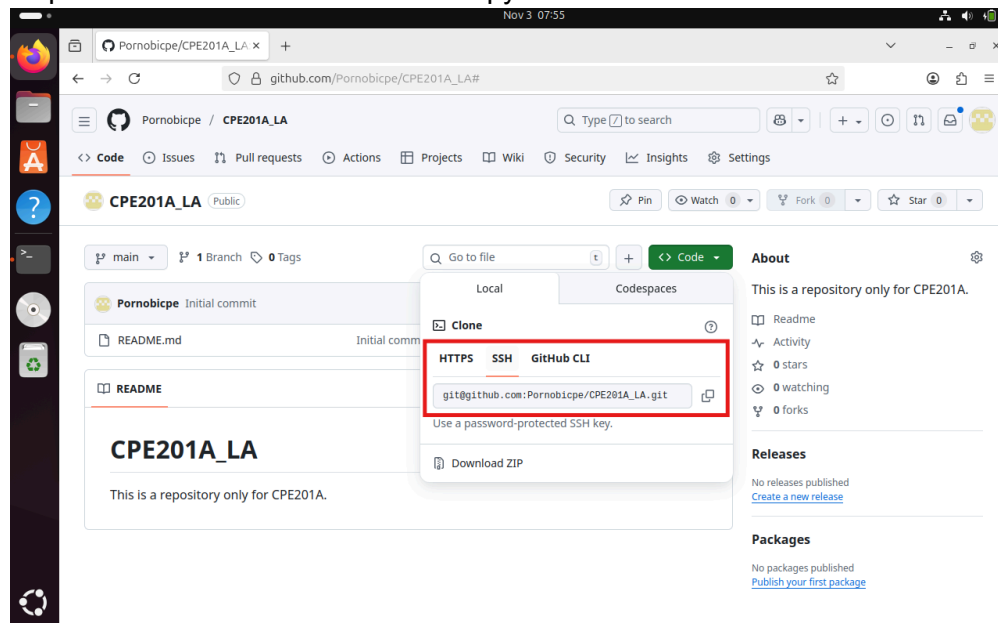 Nov 3 07:55
Pornobicpe/CPE201A_LA
github.com/Pornobicpe/CPE201A_LA#
Pornobicpe / CPE201A_LA
Type / to search
Code Issues Pull requests Actions Projects Wiki Security Insights Settings
CPE201A_LA Public
Pin Watch 0 Fork 0 Star 0
main 1 Branch 0 Tags
Go to file t
Code
Local Codespaces
Clone
HTTPS SSH GitHub CLI
git@github.com:Pornobicpe/CPE201A_LA.git
Use a password-protected SSH key.
Download ZIP
Pornobicpe Initial commit
README.md Initial comm
README
CPE201A_LA
This is a repository only for CPE201A.
About
This is a repository only for CPE201A.
Readme
Activity
0 stars
0 watching
0 forks
Releases
No releases published
Create a new release
Packages
No packages published
Publish your first package